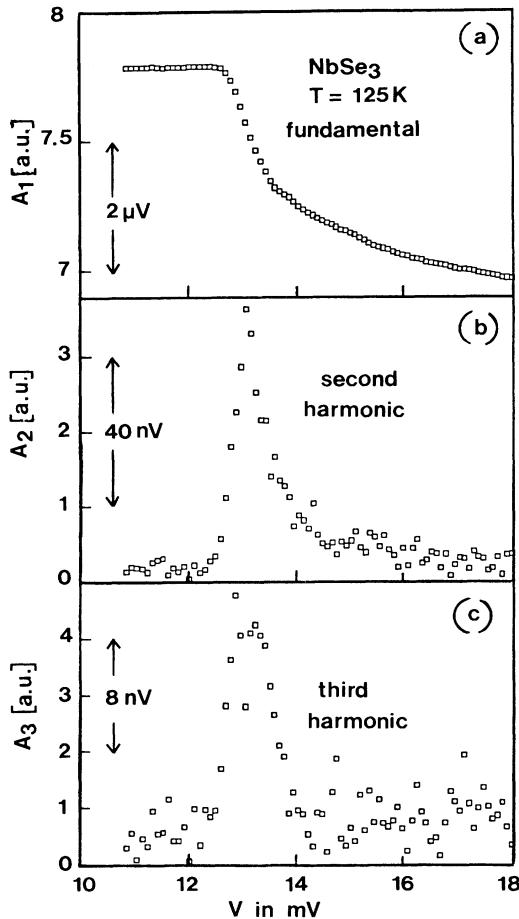 8
(a)
NbSe3
T = 125K
fundamental
7.5
A1 [a.u.]
2 μV
7
(b)
3
second
harmonic
A2 [a.u.]
40 nV
2
1
0
(c)
4
A3 [a.u.]
8 nV
3
third
harmonic
2
1
0
10 12 14 16 18
V in mV